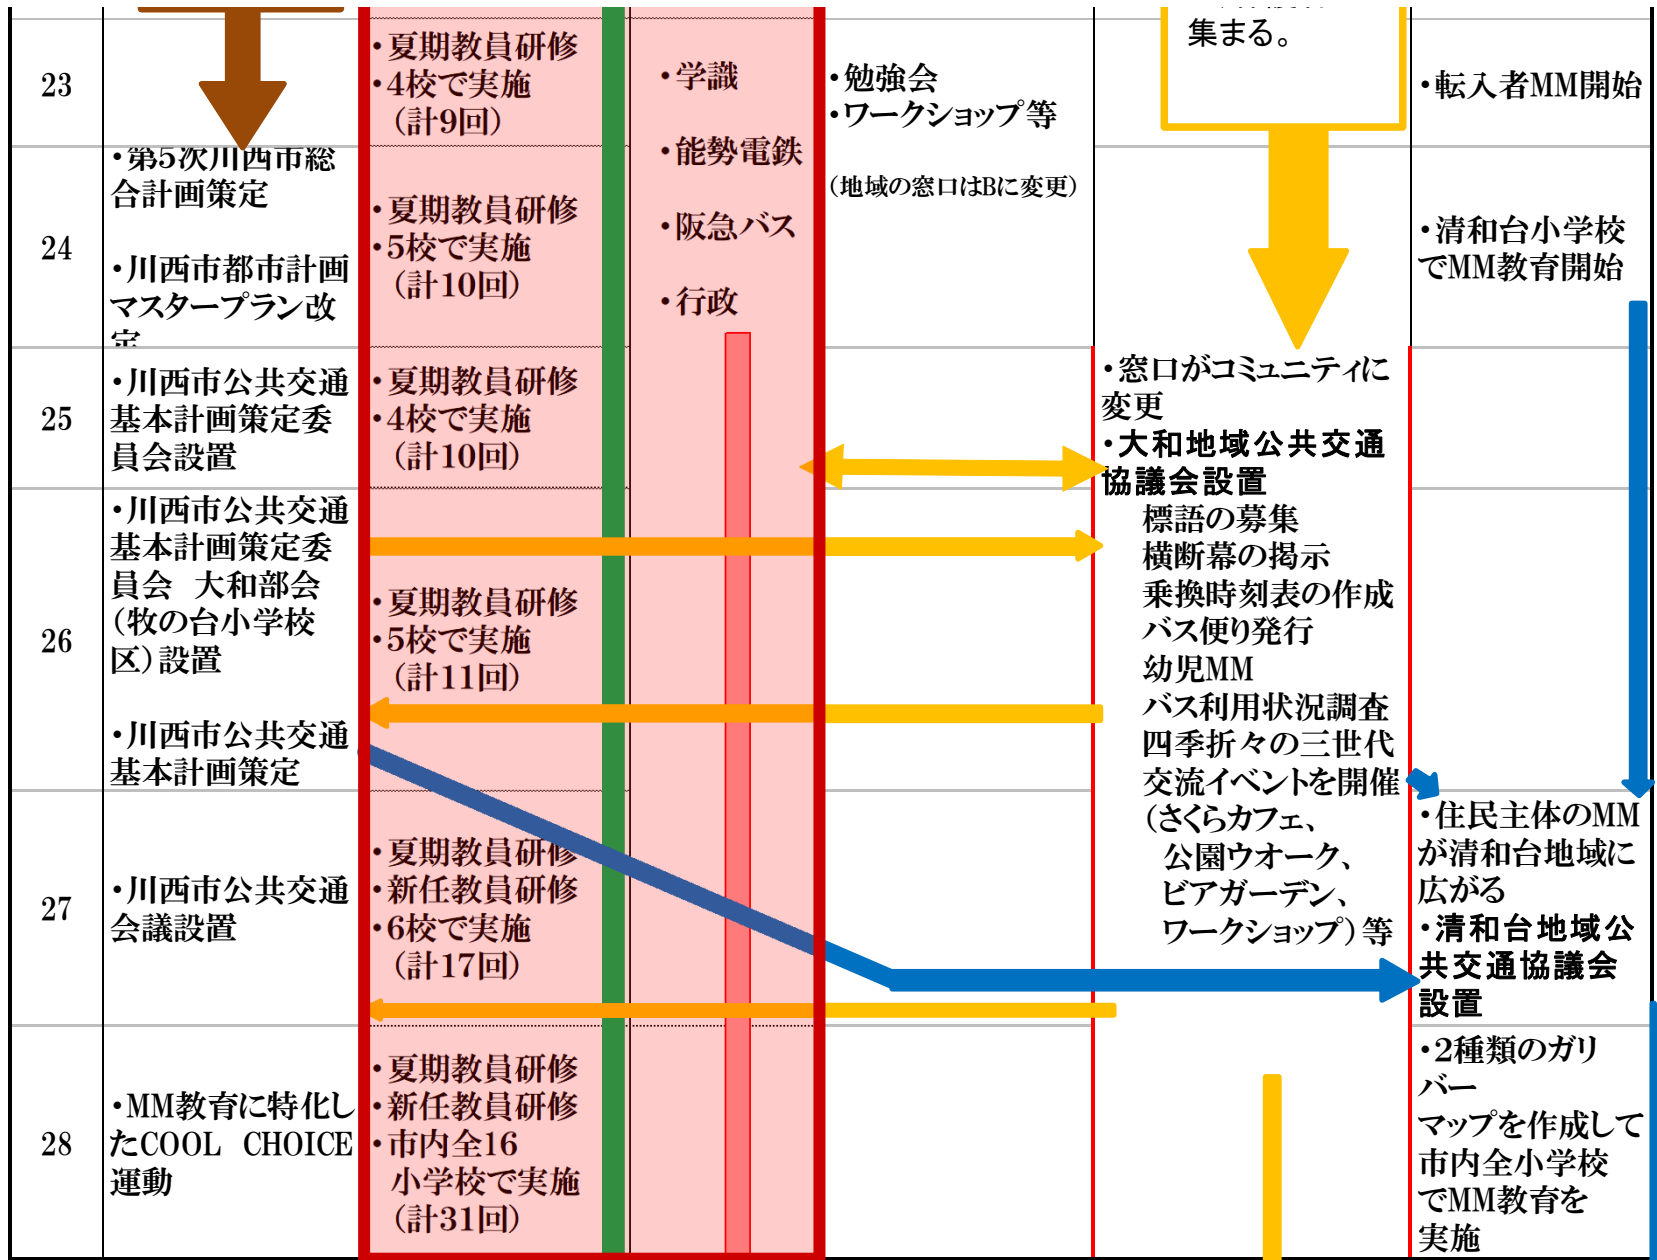 集まる。
23
・夏期教員研修
・4校で実施
（計9回）
・学識
・能勢電鉄
・阪急バス
・行政
・勉強会
・ワークショップ等
（地域の窓口はBに変更）
・転入者MM開始
24
・第5次川西市総
合計画策定
・川西市都市計画
マスタープラン改
定
・夏期教員研修
・5校で実施
（計10回）
・清和台小学校
でMM教育開始
25
・川西市公共交通
基本計画策定委
員会設置
・夏期教員研修
・4校で実施
（計10回）
・窓口がコミュニティに
変更
・大和地域公共交通
協議会設置
標語の募集
横断幕の掲示
乗換時刻表の作成
バス便り発行
幼児MM
バス利用状況調査
四季折々の三世代
交流イベントを開催
（さくらカフェ、
公園ウオーク、
ビアガーデン、
ワークショップ）等
26
・川西市公共交通
基本計画策定委
員会　大和部会
（牧の台小学校
区）設置
・川西市公共交通
基本計画策定
・夏期教員研修
・5校で実施
（計11回）
27
・川西市公共交通
会議設置
・夏期教員研修
・新任教員研修
・6校で実施
（計17回）
・住民主体のMM
が清和台地域に
広がる
・清和台地域公
共交通協議会
設置
28
・MM教育に特化し
たCOOL　CHOICE
運動
・夏期教員研修
・新任教員研修
・市内全16
小学校で実施
（計31回）
・2種類のガリ
バー
マップを作成して
市内全小学校
でMM教育を
実施